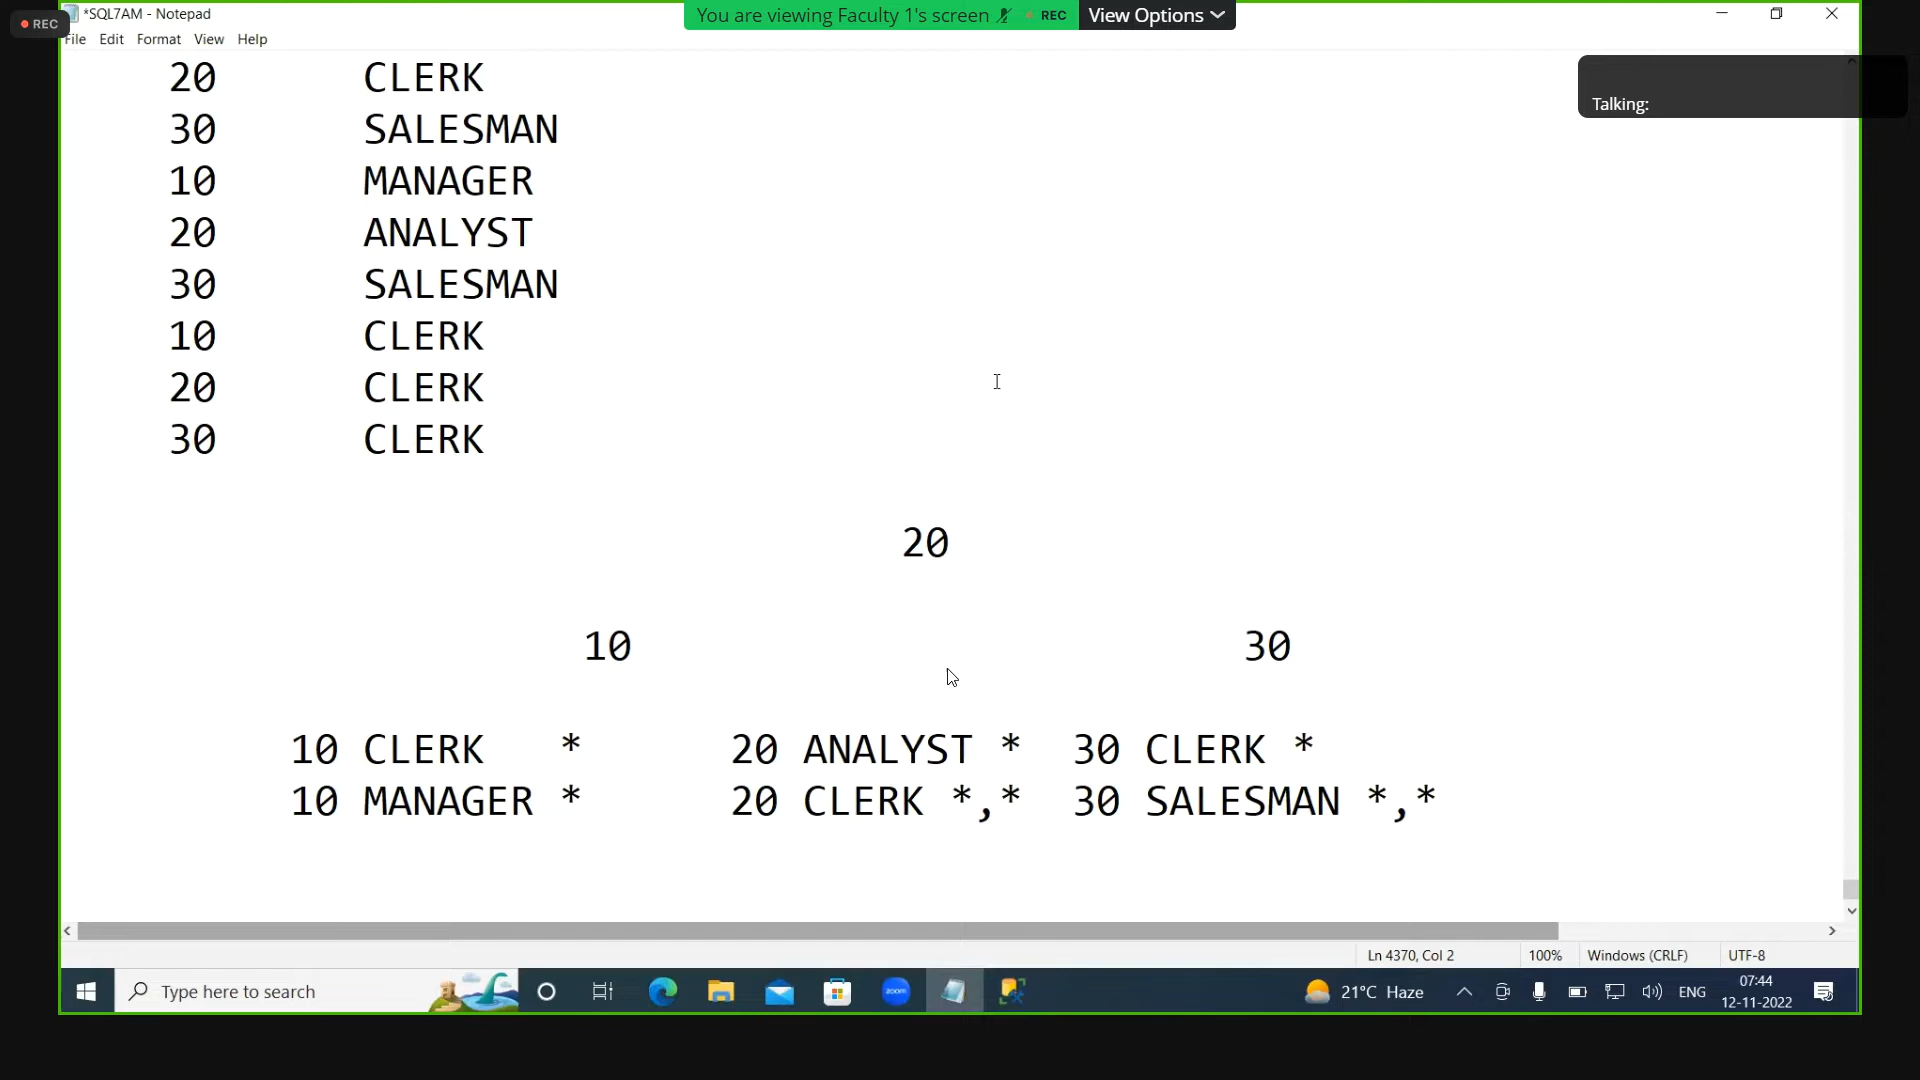 REC
*SQL7AM - Notepad
You are viewing Faculty 1's screen
REC
View Options
File Edit Format View Help
Talking:
20 CLERK
30 SALESMAN
10 MANAGER
20 ANALYST
30 SALESMAN
10 CLERK
20 CLERK
30 CLERK
20
10 30
10 CLERK * 20 ANALYST * 30 CLERK *
10 MANAGER * 20 CLERK *,* 30 SALESMAN *,*
Ln 4370, Col 2 100% Windows (CRLF) UTF-8
Type here to search
zoom
21°C Haze
ENG
07:44
12-11-2022